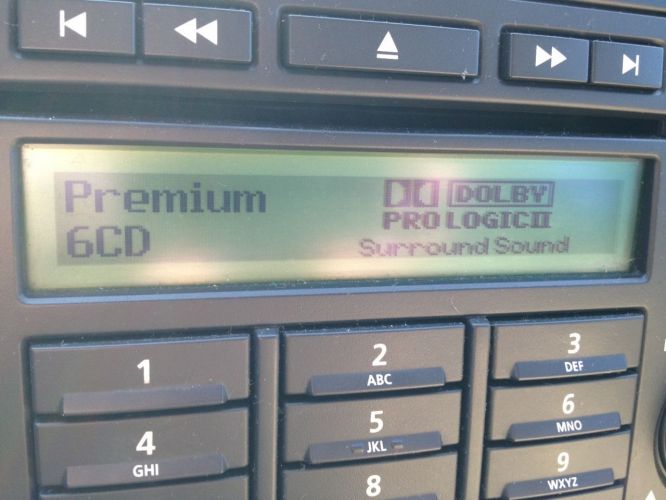 Premium
6CD
DOLBY
PRO LOGIC II
Surround Sound
1
2
ABC
3
DEF
4
GHI
5
JKL
6
MNO
8
9
WXYZ